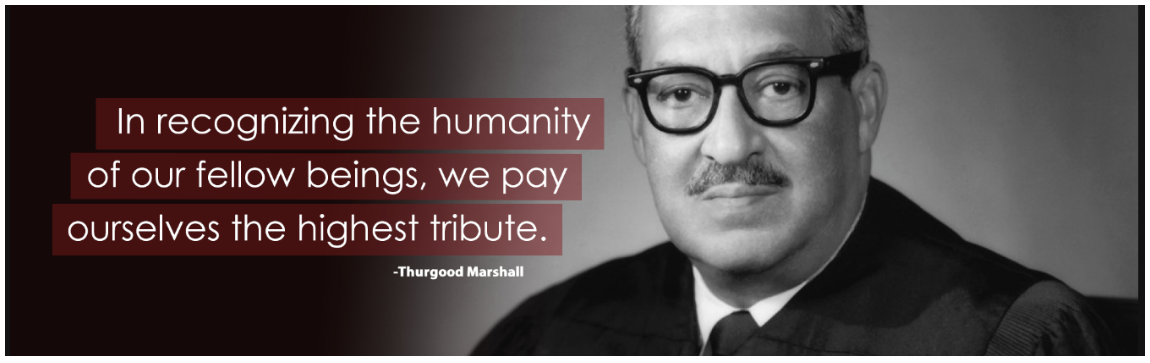 In recognizing the humanity
of our fellow beings, we pay
ourselves the highest tribute.
-Thurgood Marshall